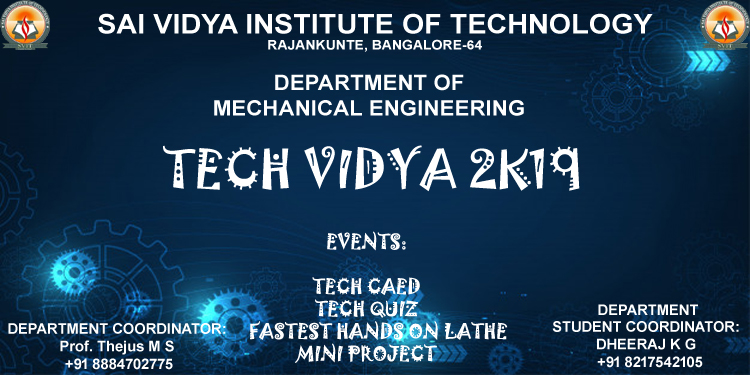 SAI VIDYA INSTITUTE OF TECHNOLOGY
RAJANKUNTE, BANGALORE-64
DEPARTMENT OF
MECHANICAL ENGINEERING
TECH VIDYA 2K19
EVENTS:
TECH CAED
TECH QUIZ
FASTEST HANDS ON LATHE
MINI PROJECT
DEPARTMENT COORDINATOR:
Prof. Thejus M S
+91 8884702775
DEPARTMENT
STUDENT COORDINATOR:
DHEERAJ K G
+91 8217542105
SVIT
SVIT